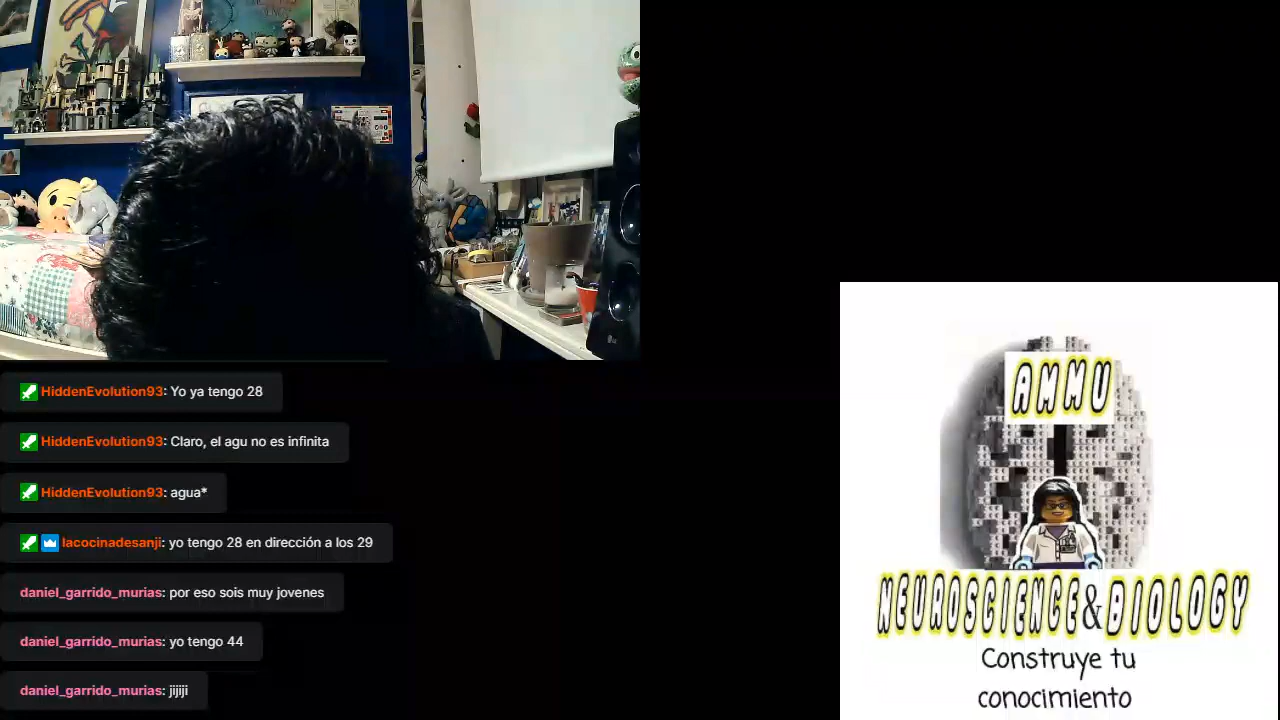 HiddenEvolution93: Yo ya tengo 28
HiddenEvolution93: Claro, el agu no es infinita
HiddenEvolution93: agua*
lacocinadesanji: yo tengo 28 en dirección a los 29
daniel_garrido_murias: por eso sois muy jovenes
daniel_garrido_murias: yo tengo 44
daniel_garrido_murias: jijiji
AMMU
NEUROSCIENCE&BIOLOGY
Construye tu
conocimiento